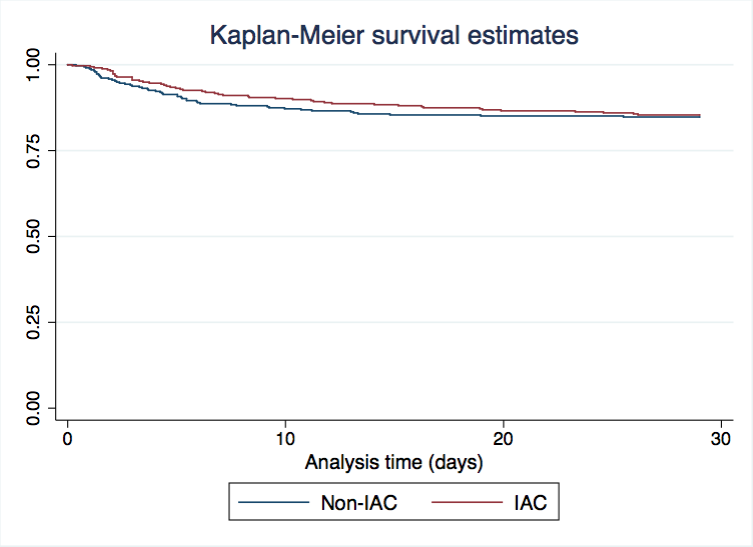 Kaplan-Meier survival estimates
1.00
0.75
0.50
0.25
0.00
0 10 20 30
Analysis time (days)
Non-IAC IAC